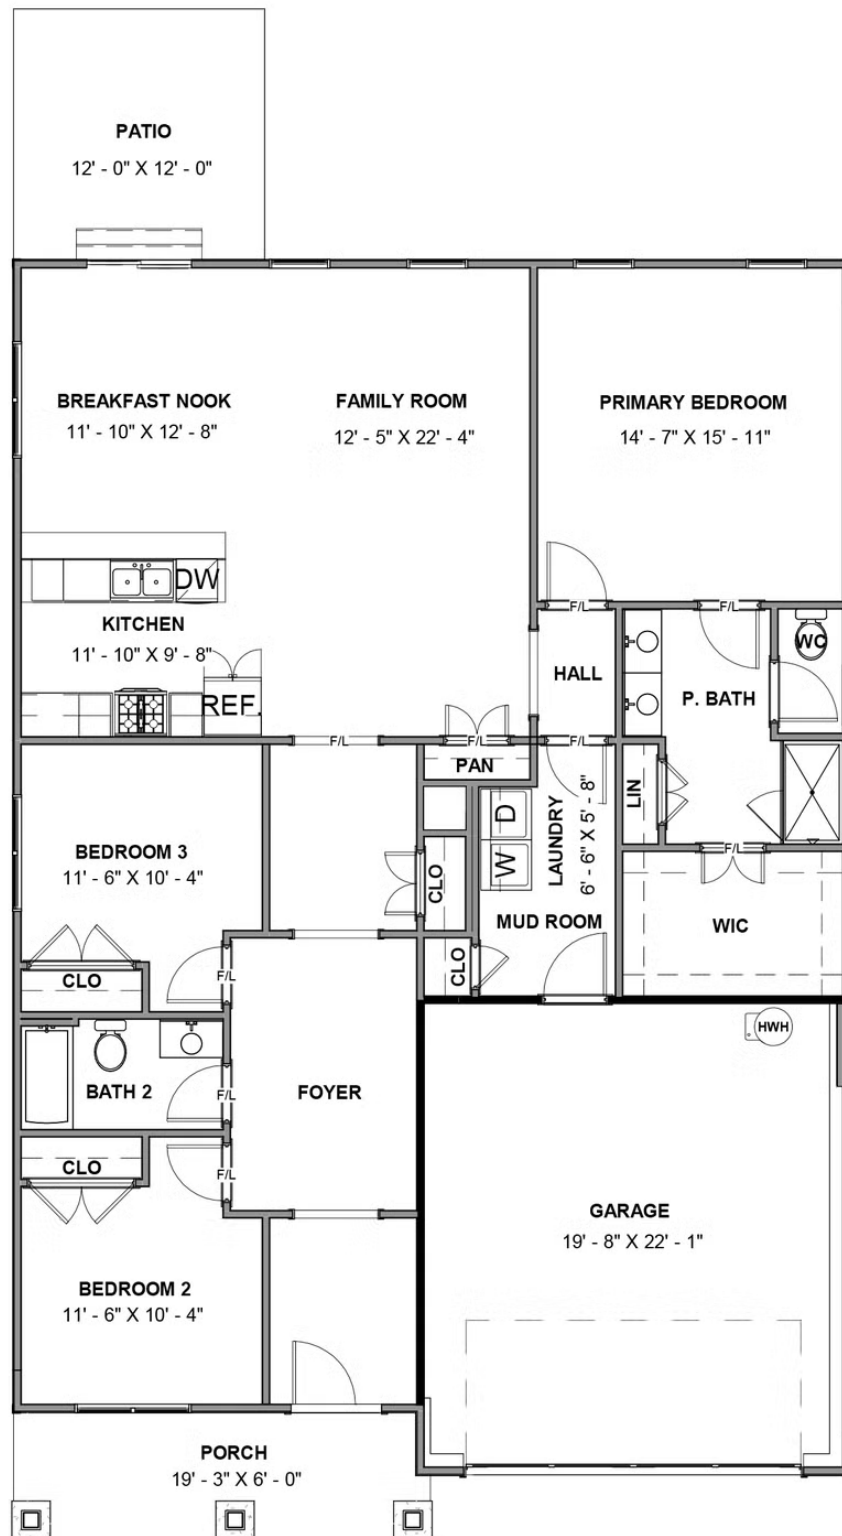 PATIO
12' - 0" X 12' - 0"
BREAKFAST NOOK
11' - 10" X 12' - 8"
FAMILY ROOM
12' - 5" X 22' - 4"
PRIMARY BEDROOM
14' - 7" X 15' - 11"
DW
KITCHEN
11' - 10" X 9' - 8"
REF.
F/L
F/L
WC
HALL
P. BATH
F/L
F/L
F/L
PAN
LIN
D
W
LAUNDRY
6' - 6" X 5' - 8"
BEDROOM 3
11' - 6" X 10' - 4"
CLO
F/L
MUD ROOM
WIC
CLO
F/L
CLO
HWH
BATH 2
F/L
FOYER
CLO
F/L
GARAGE
19' - 8" X 22' - 1"
BEDROOM 2
11' - 6" X 10' - 4"
PORCH
19' - 3" X 6' - 0"